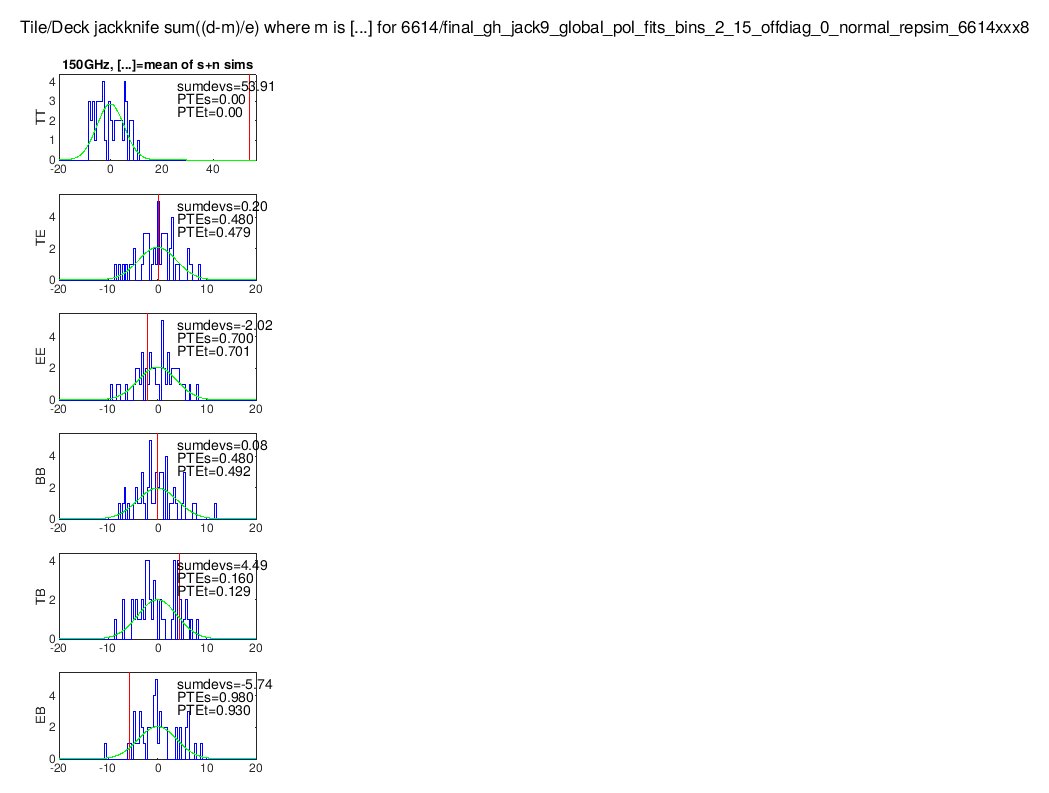 Tile/Deck jackknife sum((d-m)/e) where m is [...] for 6614/final_gh_jack9_global_pol_fits_bins_2_15_offdiag_0_normal_repsim_6614xxx8
150GHz, [...]=mean of s+n sims
sumdevs=53.91
PTEs=0.00
PTEt=0.00
TT
4
3
2
1
0
-20 0 20 40
sumdevs=0.20
PTEs=0.480
PTEt=0.479
TE
4
2
0
-20 -10 0 10 20
sumdevs=-2.02
PTEs=0.700
PTEt=0.701
EE
4
2
0
-20 -10 0 10 20
sumdevs=0.08
PTEs=0.480
PTEt=0.492
BB
4
2
0
-20 -10 0 10 20
sumdevs=4.49
PTEs=0.160
PTEt=0.129
TB
4
2
0
-20 -10 0 10 20
sumdevs=-5.74
PTEs=0.980
PTEt=0.930
EB
4
2
0
-20 -10 0 10 20